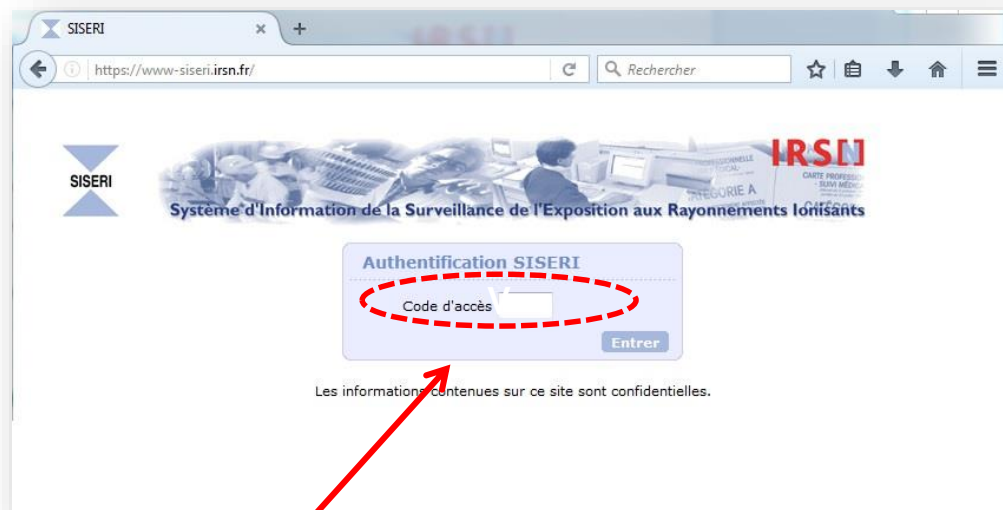 SISERI
https://www-siseri.irsn.fr/
Rechercher
IRSN
SISERI
CATÉGORIE A
Système d'Information de la Surveillance de l'Exposition aux Rayonnements Ionisants
Authentification SISERI
Code d'accès
Entrer
Les informations contenues sur ce site sont confidentielles.